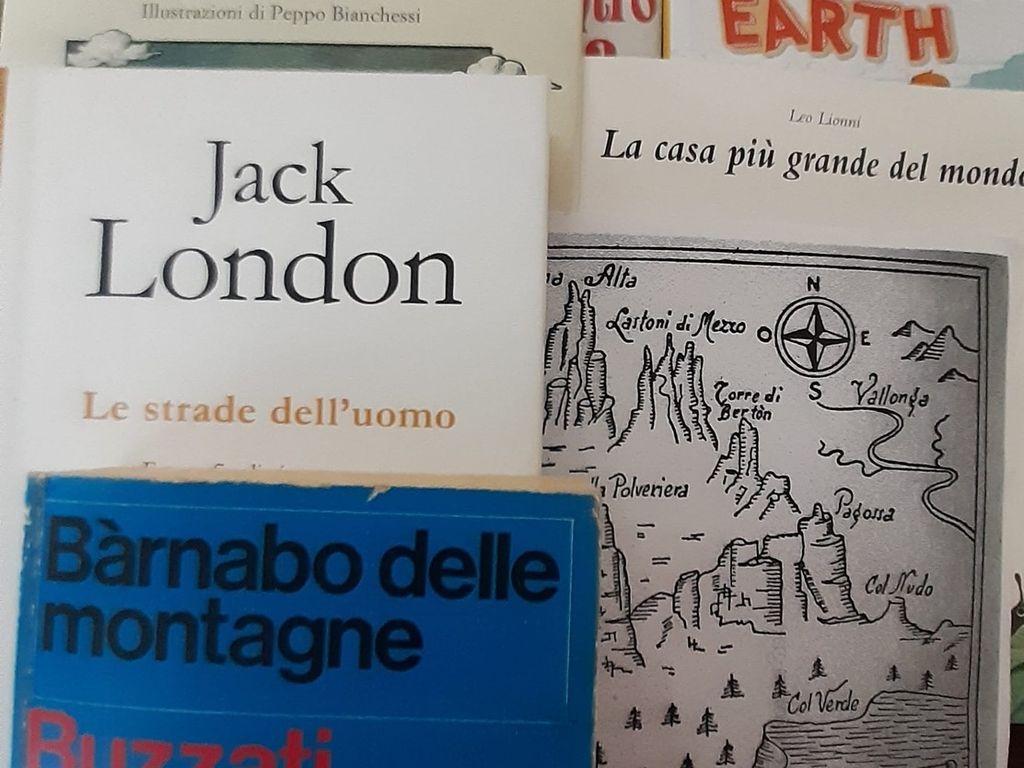 Illustrazioni di Peppo Bianchessi
EARTH
Leo Lionni
La casa più grande del mondo
Jack
London
Le strade dell'uomo
Bàrnabo delle
montagne
Buzzati
Alta
Lastoni di Mezzo
N
O
E
S
Torre di
Bertòn
Vallonga
Polveriera
Pagossa
Col Nudo
Col Verde